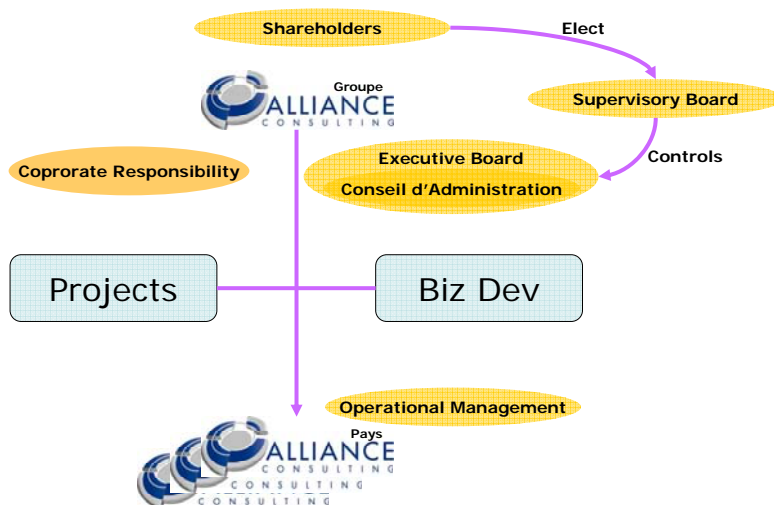 Shareholders
Elect
Groupe
ALLIANCE
CONSULTING
Supervisory Board
Executive Board
Controls
Coprorate Responsibility
Conseil d'Administration
Projects
Biz Dev
Operational Management
Pays
ALLIANCE
CONSULTING
CONSULTING
CONSULTING